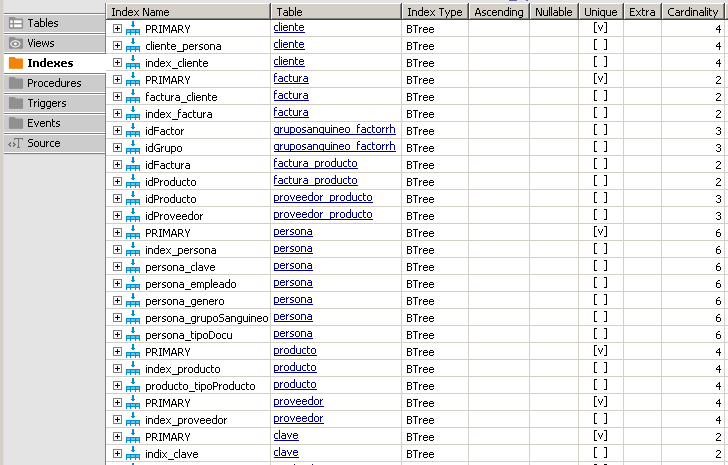 Index Name Table Index Type Ascending Nullable Unique Extra Cardinality
Tables
Views
Indexes
Procedures
Triggers
Events
Source
PRIMARY cliente BTree [v] 4
cliente_persona cliente BTree [ ] 4
index_cliente cliente BTree [ ] 4
PRIMARY factura BTree [v] 2
factura_cliente factura BTree [ ] 2
index_factura factura BTree [ ] 2
idFactor gruposanguineo_factorrh BTree [ ] 3
idGrupo gruposanguineo_factorrh BTree [ ] 3
idFactura factura_producto BTree [ ] 2
idProducto factura_producto BTree [ ] 2
idProducto proveedor_producto BTree [ ] 3
idProveedor proveedor_producto BTree [ ] 3
PRIMARY persona BTree [v] 6
index_persona persona BTree [ ] 6
persona_clave persona BTree [ ] 6
persona_empleado persona BTree [ ] 6
persona_genero persona BTree [ ] 6
persona_grupoSanguineo persona BTree [ ] 6
persona_tipoDocu persona BTree [ ] 6
PRIMARY producto BTree [v] 4
index_producto producto BTree [ ] 4
producto_tipoProducto producto BTree [ ] 4
PRIMARY proveedor BTree [v] 4
index_proveedor proveedor BTree [ ] 4
PRIMARY clave BTree [v] 2
indix_clave clave BTree [ ] 2